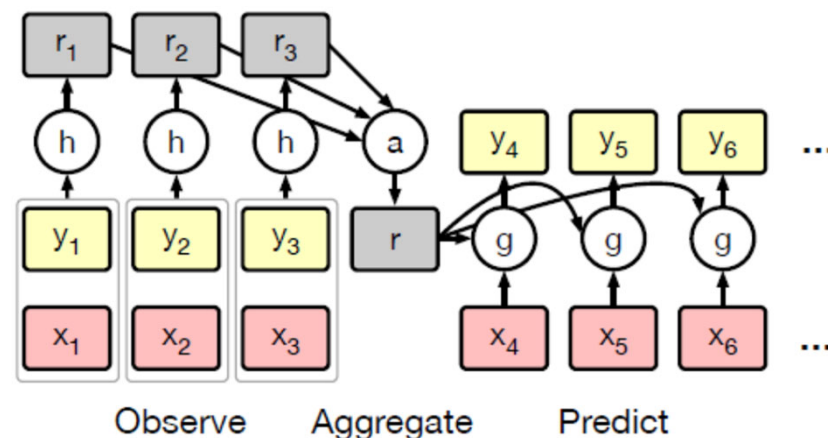 r1 r2 r3
h h h a y4 y5 y6 ...
y1 y2 y3 r g g g
x1 x2 x3 x4 x5 x6 ...
Observe Aggregate Predict